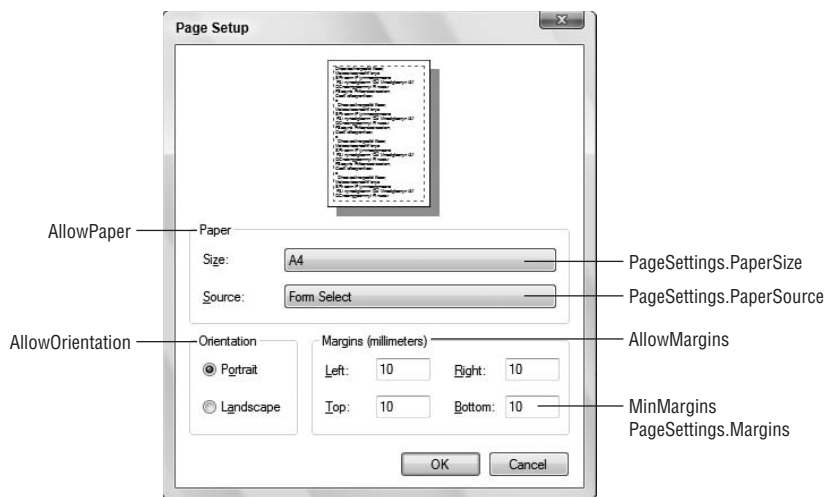 Page Setup
AllowPaper
Paper
Size:
A4
PageSettings.PaperSize
Source:
Form Select
PageSettings.PaperSource
AllowOrientation
Orientation
Portrait
Landscape
Margins (millimeters)
AllowMargins
Left:
10
Right:
10
Top:
10
Bottom:
10
MinMargins
PageSettings.Margins
OK
Cancel